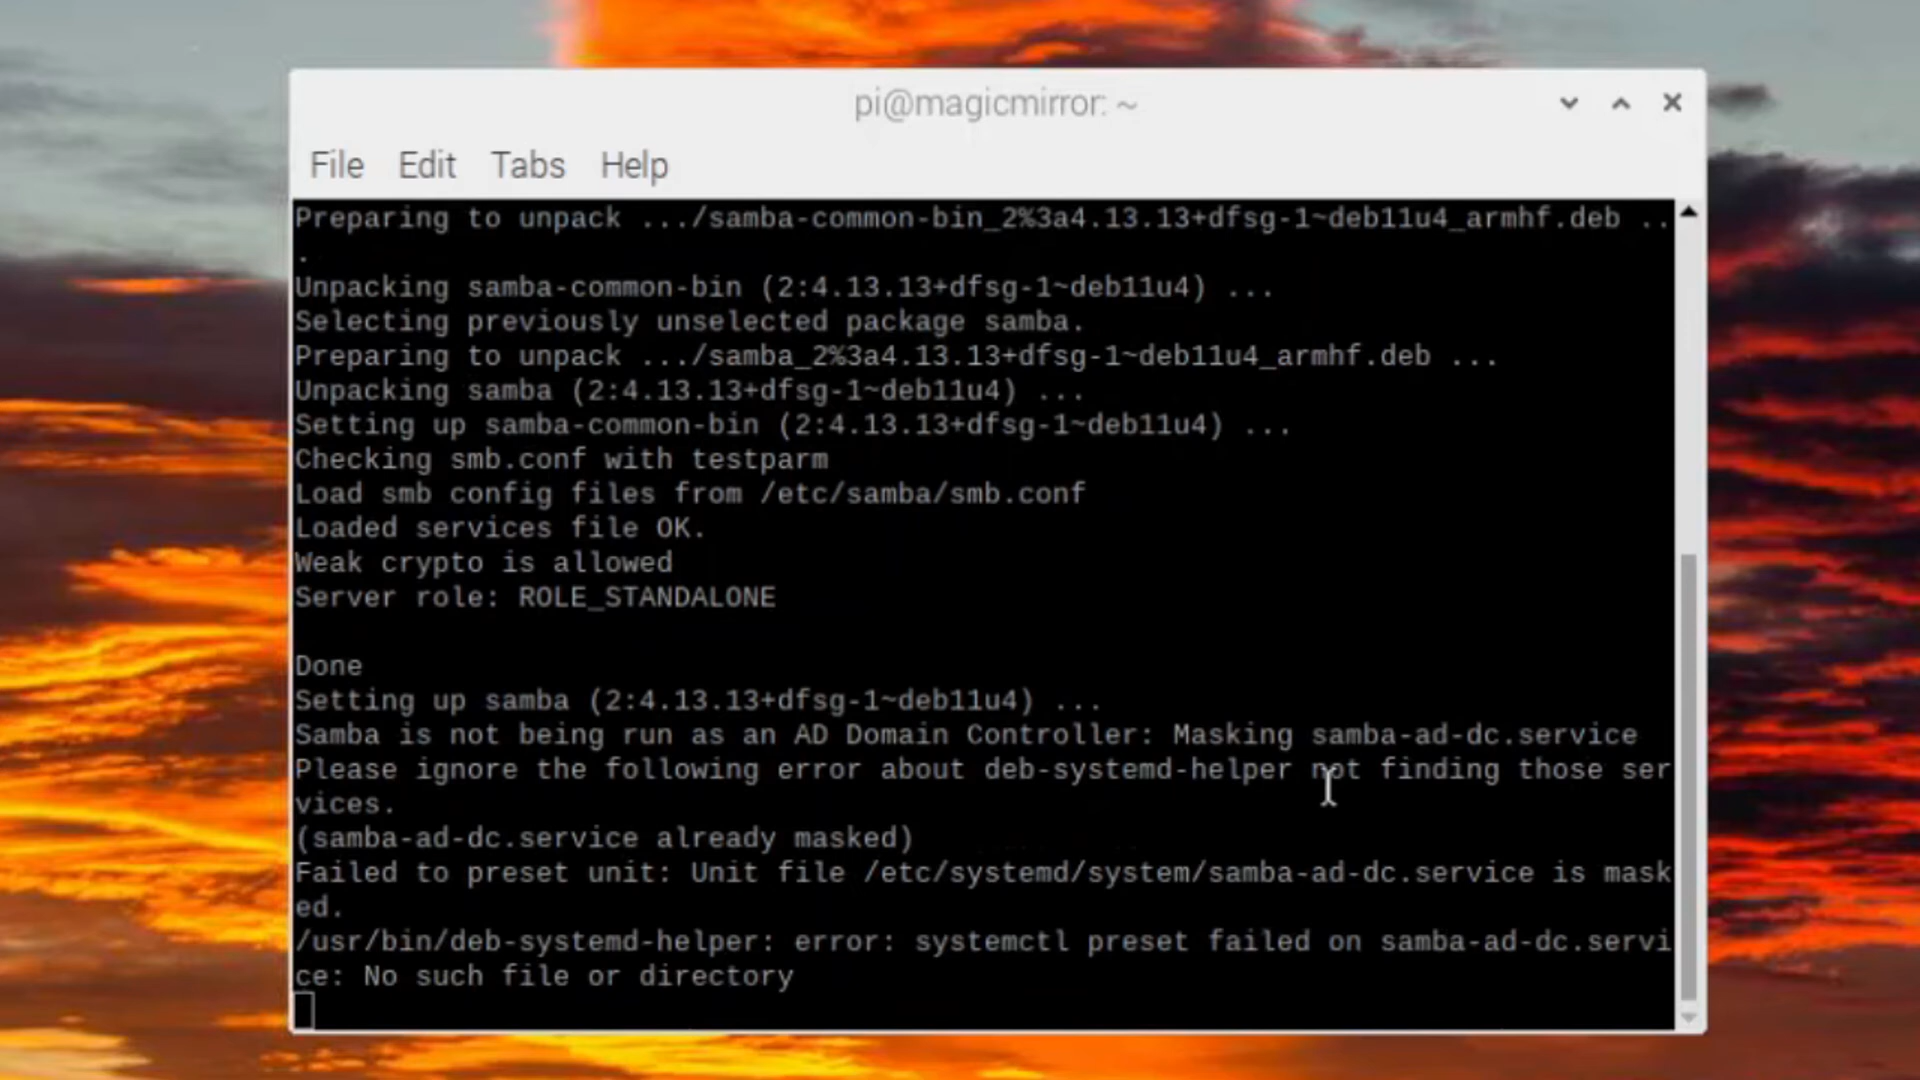 pi@magicmirror: ~
File Edit Tabs Help
Preparing to unpack .../samba-common-bin_2%3a4.13.13+dfsg-1~deb11u4_armhf.deb ..
.
Unpacking samba-common-bin (2:4.13.13+dfsg-1~deb11u4) ...
Selecting previously unselected package samba.
Preparing to unpack .../samba_2%3a4.13.13+dfsg-1~deb11u4_armhf.deb ...
Unpacking samba (2:4.13.13+dfsg-1~deb11u4) ...
Setting up samba-common-bin (2:4.13.13+dfsg-1~deb11u4) ...
Checking smb.conf with testparm
Load smb config files from /etc/samba/smb.conf
Loaded services file OK.
Weak crypto is allowed
Server role: ROLE_STANDALONE
Done
Setting up samba (2:4.13.13+dfsg-1~deb11u4) ...
Samba is not being run as an AD Domain Controller: Masking samba-ad-dc.service
Please ignore the following error about deb-systemd-helper not finding those ser
vices.
(samba-ad-dc.service already masked)
Failed to preset unit: Unit file /etc/systemd/system/samba-ad-dc.service is mask
ed.
/usr/bin/deb-systemd-helper: error: systemctl preset failed on samba-ad-dc.servi
ce: No such file or directory